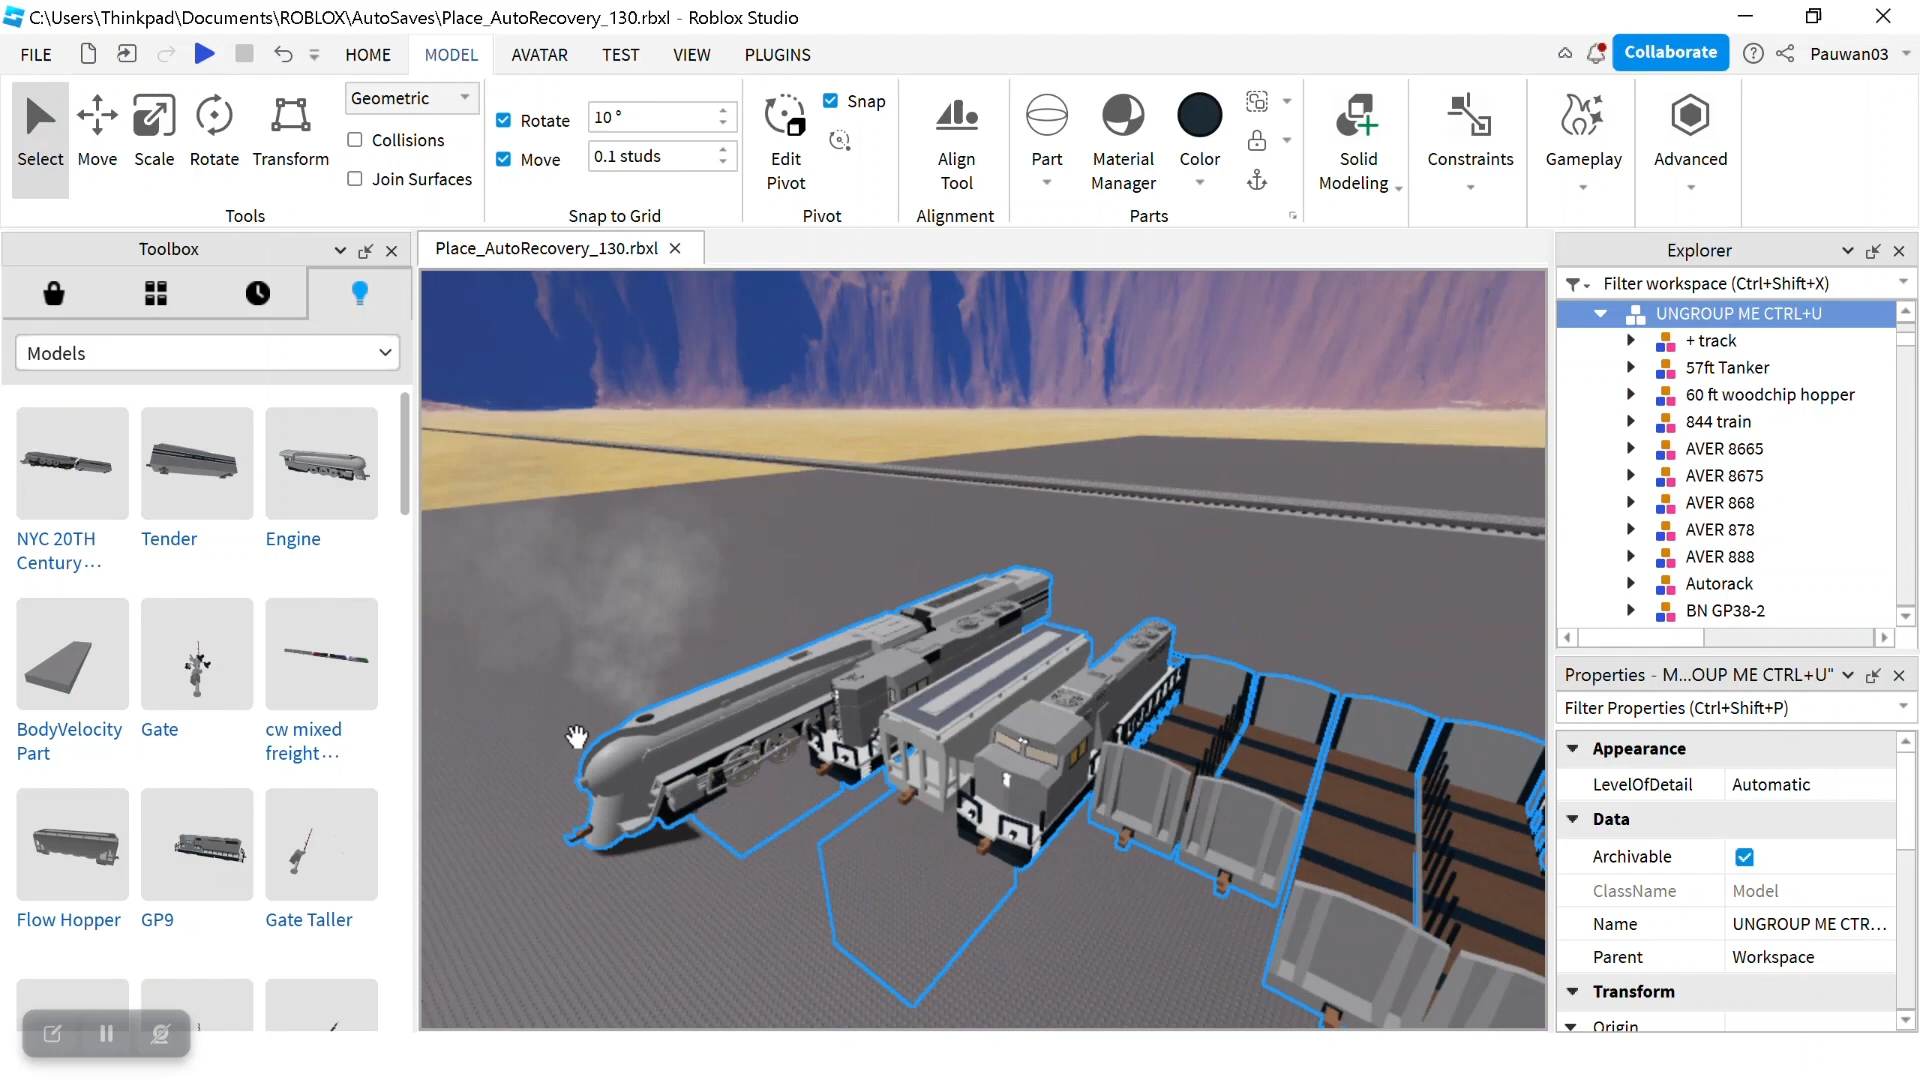 C:\Users\Thinkpad\Documents\ROBLOX\AutoSaves\Place_AutoRecovery_130.rbxl - Roblox Studio
FILE
HOME
MODEL
AVATAR
TEST
VIEW
PLUGINS
Collaborate
Pauwan03
Select
Move
Scale
Rotate
Transform
Geometric
Collisions
Join Surfaces
Tools
Rotate
10 °
Move
0.1 studs
Snap to Grid
Edit
Pivot
Snap
Pivot
Align
Tool
Alignment
Part
Material
Manager
Color
Parts
Solid
Modeling
Constraints
Gameplay
Advanced
Toolbox
Models
NYC 20TH
Century…
Tender
Engine
BodyVelocity
Part
Gate
cw mixed
freight…
Flow Hopper
GP9
Gate Taller
Place_AutoRecovery_130.rbxl
Explorer
Filter workspace (Ctrl+Shift+X)
UNGROUP ME CTRL+U
+ track
57ft Tanker
60 ft woodchip hopper
844 train
AVER 8665
AVER 8675
AVER 868
AVER 878
AVER 888
Autorack
BN GP38-2
Properties - M...OUP ME CTRL+U"
Filter Properties (Ctrl+Shift+P)
Appearance
LevelOfDetail Automatic
Data
Archivable
ClassName Model
Name UNGROUP ME CTR...
Parent Workspace
Transform
Origin